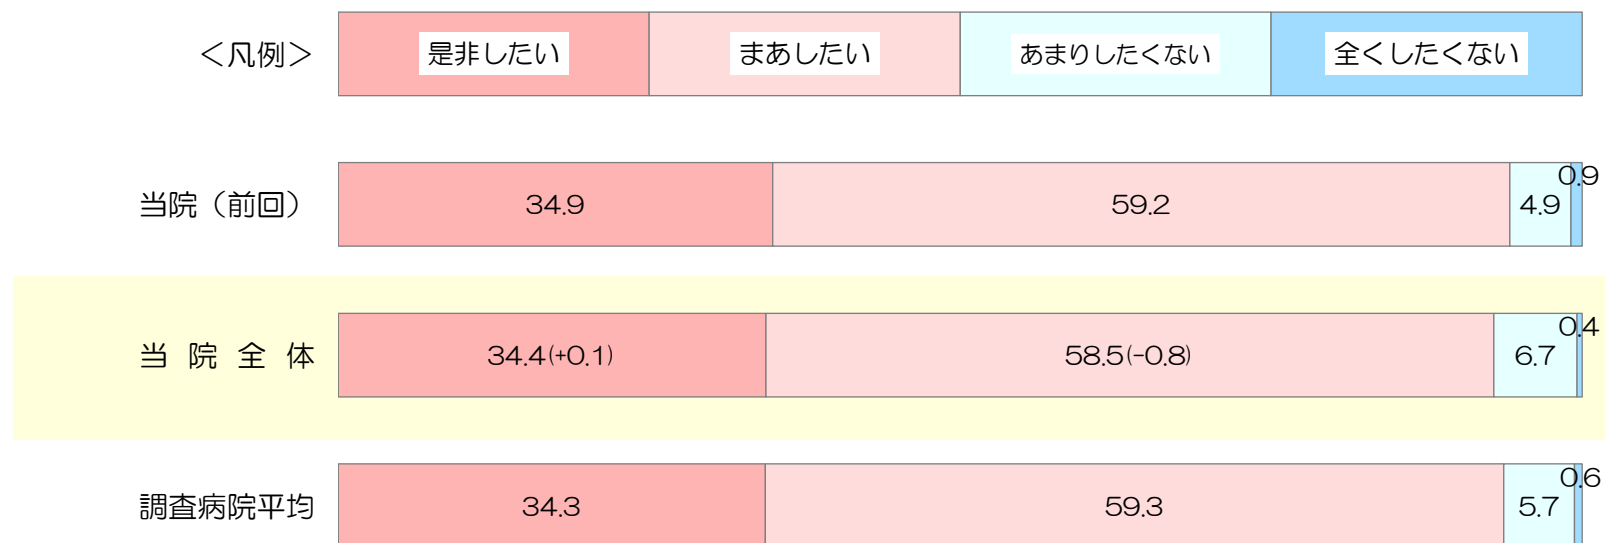 ＜凡例＞ 是非したい まあしたい あまりしたくない 全くしたくない
当院（前回） 34.9 59.2 4.9 0.9
当院全体 34.4(+0.1) 58.5(-0.8) 6.7 0.4
調査病院平均 34.3 59.3 5.7 0.6